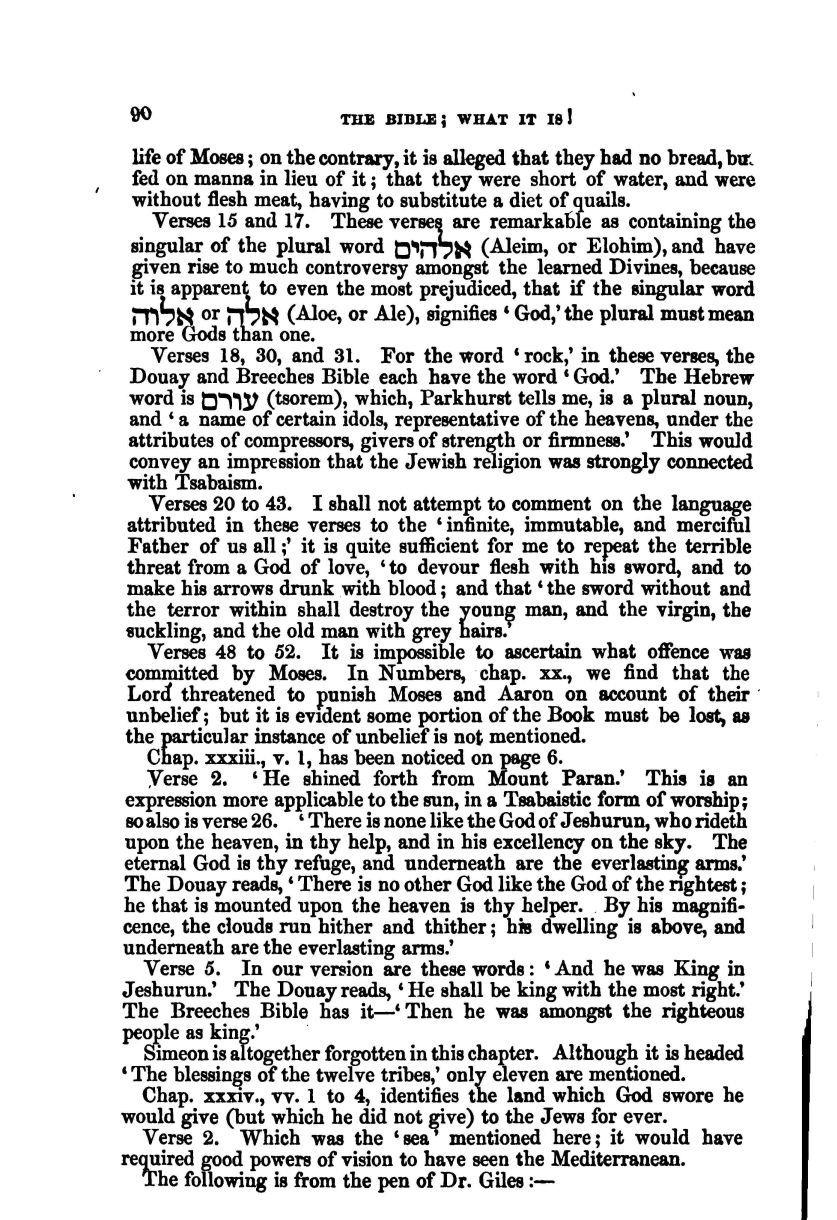 90 THE BIBLE; WHAT IT IS!
life of Moses; on the contrary, it is alleged that they had no bread, but
fed on manna in lieu of it; that they were short of water, and were
without flesh meat, having to substitute a diet of quails.
Verses 15 and 17. These verses are remarkable as containing the
singular of the plural word אלהים (Aleim, or Elohim), and have
given rise to much controversy amongst the learned Divines, because
it is apparent to even the most prejudiced, that if the singular word
אלוה or אלה (Aloe, or Ale), signifies ‘God,’ the plural must mean
more Gods than one.
Verses 18, 30, and 31. For the word ‘rock,’ in these verses, the
Douay and Breeches Bible each have the word ‘God.’ The Hebrew
word is עורם (tsorem), which, Parkhurst tells me, is a plural noun,
and ‘a name of certain idols, representative of the heavens, under the
attributes of compressors, givers of strength or firmness.’ This would
convey an impression that the Jewish religion was strongly connected
with Tsabaism.
Verses 20 to 43. I shall not attempt to comment on the language
attributed in these verses to the ‘infinite, immutable, and merciful
Father of us all;’ it is quite sufficient for me to repeat the terrible
threat from a God of love, ‘to devour flesh with his sword, and to
make his arrows drunk with blood; and that ‘the sword without and
the terror within shall destroy the young man, and the virgin, the
suckling, and the old man with grey hairs.’
Verses 48 to 52. It is impossible to ascertain what offence was
committed by Moses. In Numbers, chap. xx., we find that the
Lord threatened to punish Moses and Aaron on account of their
unbelief; but it is evident some portion of the Book must be lost, as
the particular instance of unbelief is not mentioned.
Chap. xxxiii., v. 1, has been noticed on page 6.
Verse 2. ‘He shined forth from Mount Paran.’ This is an
expression more applicable to the sun, in a Tsabaistic form of worship;
so also is verse 26. ‘There is none like the God of Jeshurun, who rideth
upon the heaven, in thy help, and in his excellency on the sky. The
eternal God is thy refuge, and underneath are the everlasting arms.’
The Douay reads, ‘There is no other God like the God of the rightest;
he that is mounted upon the heaven is thy helper. By his magnifi-
cence, the clouds run hither and thither; his dwelling is above, and
underneath are the everlasting arms.’
Verse 5. In our version are these words: ‘And he was King in
Jeshurun.’ The Douay reads, ‘He shall be king with the most right.’
The Breeches Bible has it—‘Then he was amongst the righteous
people as king.’
Simeon is altogether forgotten in this chapter. Although it is headed
‘The blessings of the twelve tribes,’ only eleven are mentioned.
Chap. xxxiv., vv. 1 to 4, identifies the land which God swore he
would give (but which he did not give) to the Jews for ever.
Verse 2. Which was the ‘sea’ mentioned here; it would have
required good powers of vision to have seen the Mediterranean.
The following is from the pen of Dr. Giles:—